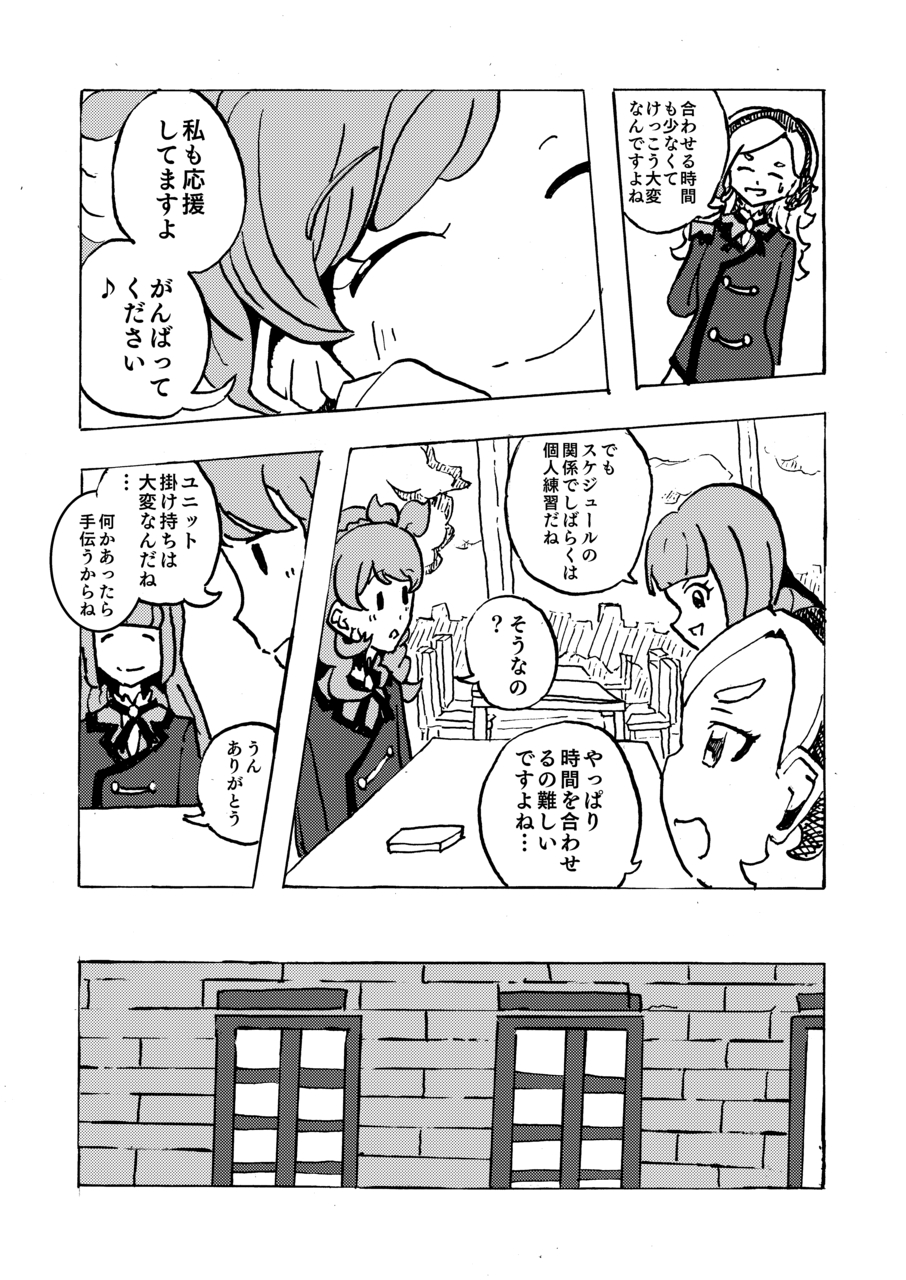 合わせる時間
も少なくて
けっこう大変
なんですよね
私も応援
してますよ
がんばって
ください
♪
でも
スケジュールの
関係でしばらくは
個人練習だね
そうなの
?
やっぱり
時間を合わせ
るの難しい
ですよね…
ユニット
掛け持ちは
大変なんだね
…
何かあったら
手伝うからね
うん
ありがとう